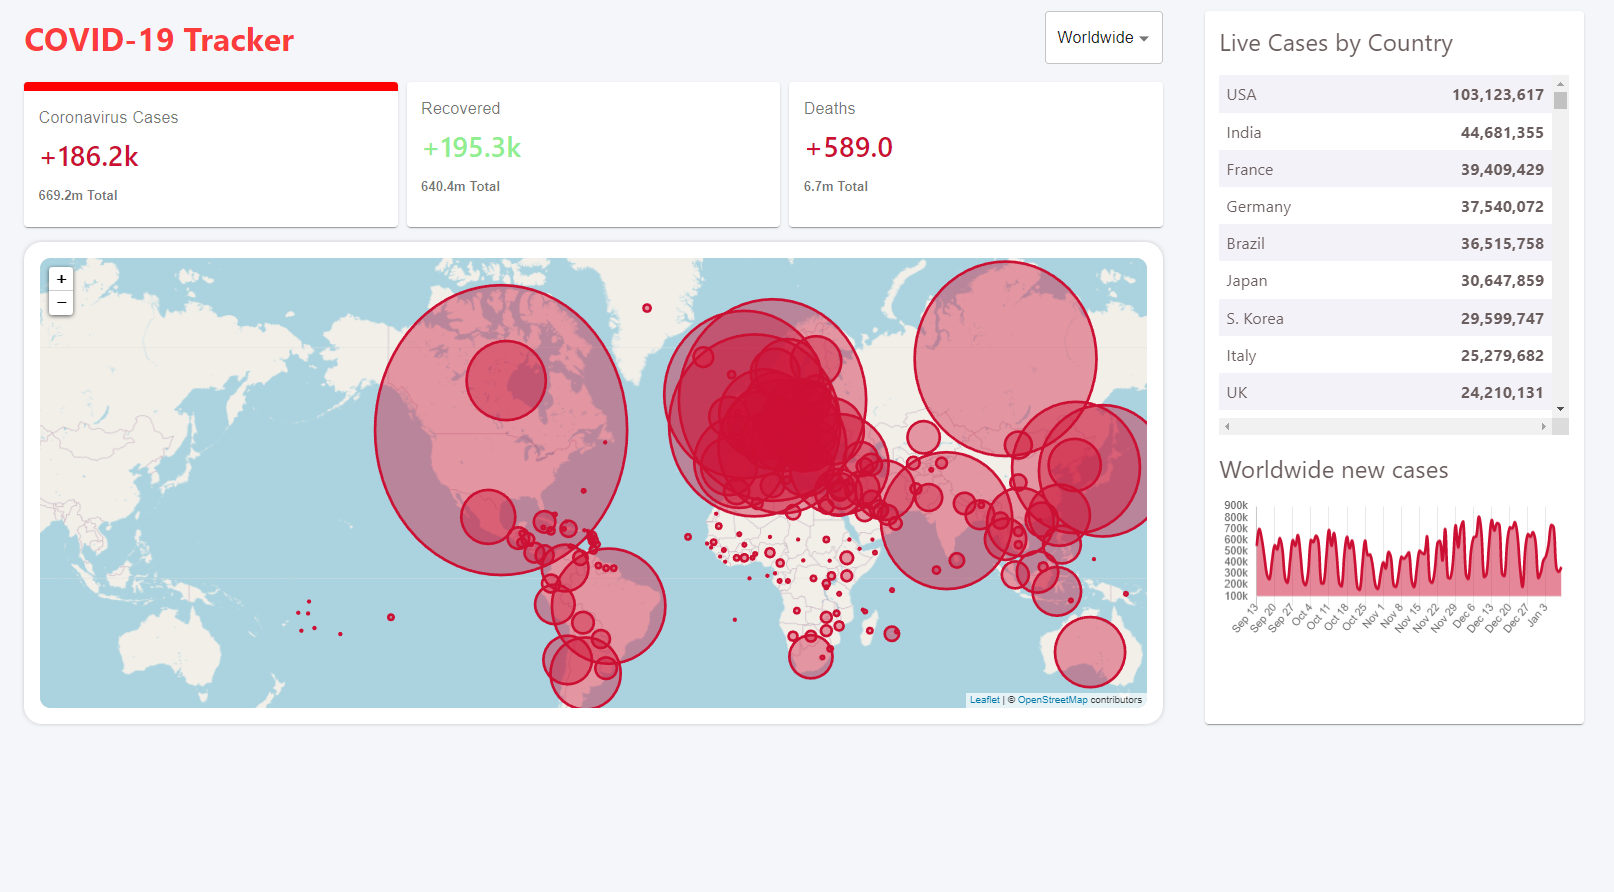 COVID-19 Tracker
Worldwide
Coronavirus Cases
+186.2k
669.2m Total
Recovered
+195.3k
640.4m Total
Deaths
+589.0
6.7m Total
+
−
Leaflet | © OpenStreetMap contributors
Live Cases by Country
USA 103,123,617
India 44,681,355
France 39,409,429
Germany 37,540,072
Brazil 36,515,758
Japan 30,647,859
S. Korea 29,599,747
Italy 25,279,682
UK 24,210,131
Worldwide new cases
900k
800k
700k
600k
500k
400k
300k
200k
100k
Sep 13
Sep 20
Sep 27
Oct 4
Oct 11
Oct 18
Oct 25
Nov 1
Nov 8
Nov 15
Nov 22
Nov 29
Dec 6
Dec 13
Dec 20
Dec 27
Jan 3